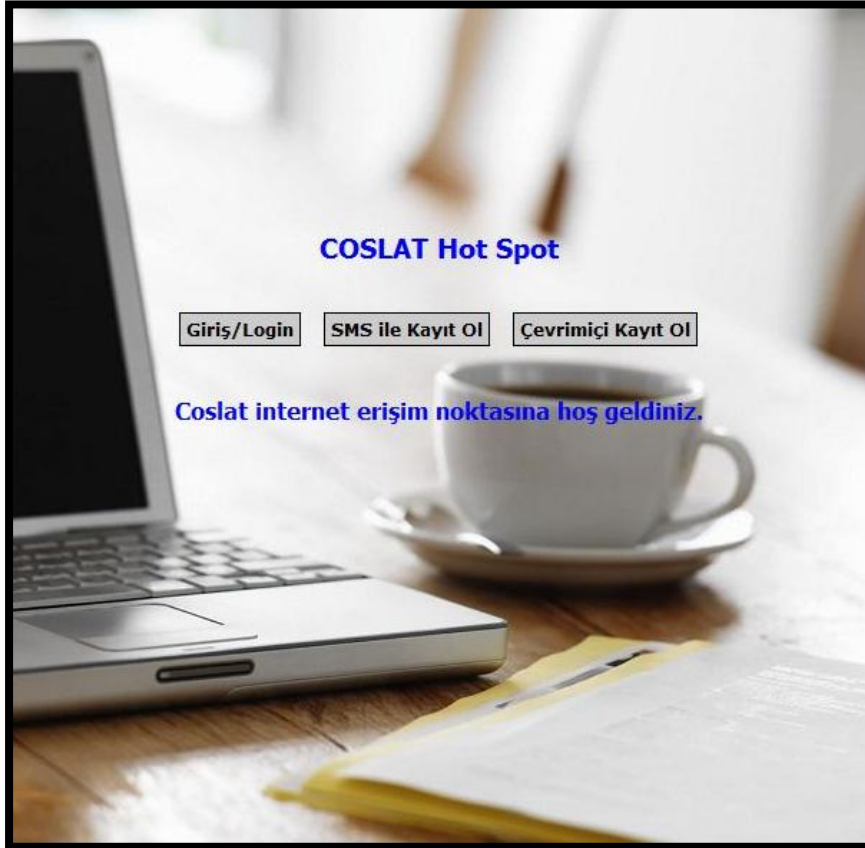 COSLAT Hot Spot
Giriş/Login SMS ile Kayıt Ol Çevrimiçi Kayıt Ol
Coslat internet erişim noktasına hoş geldiniz.